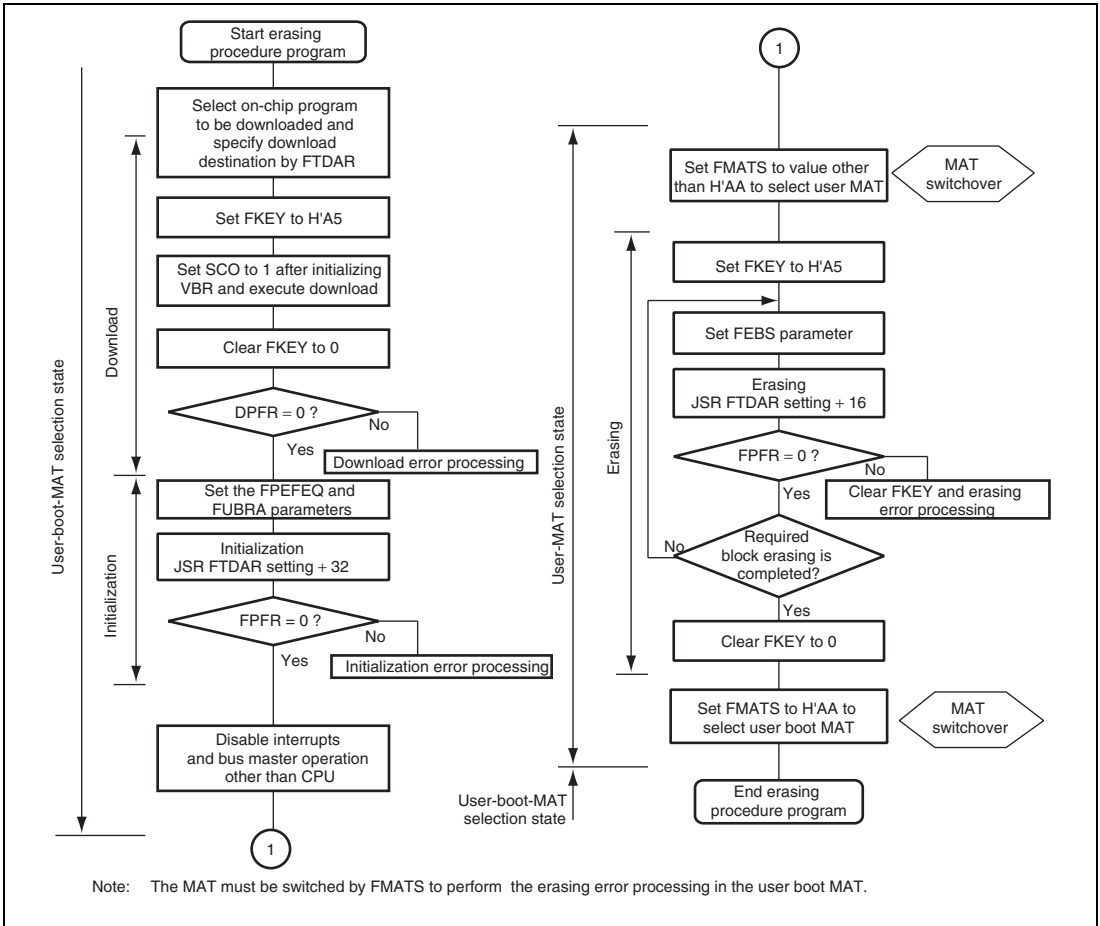 Start erasing
procedure program
Select on-chip program
to be downloaded and
specify download
destination by FTDAR
Set FKEY to H'A5
Set SCO to 1 after initializing
VBR and execute download
Clear FKEY to 0
DPFR = 0 ?
No
Yes
Download error processing
Set the FPEFEQ and
FUBRA parameters
Initialization
JSR FTDAR setting + 32
FPFR = 0 ?
No
Yes
Initialization error processing
Disable interrupts
and bus master operation
other than CPU
1
User-boot-MAT selection state
Download
Initialization
1
Set FMATS to value other
than H'AA to select user MAT
MAT
switchover
Set FKEY to H'A5
Set FEBS parameter
Erasing
JSR FTDAR setting + 16
FPFR = 0 ?
No
Yes
Clear FKEY and erasing
error processing
Required
block erasing is
completed?
No
Yes
Clear FKEY to 0
Set FMATS to H'AA to
select user boot MAT
MAT
switchover
End erasing
procedure program
User-MAT selection state
Erasing
User-boot-MAT
selection state
Note: The MAT must be switched by FMATS to perform the erasing error processing in the user boot MAT.